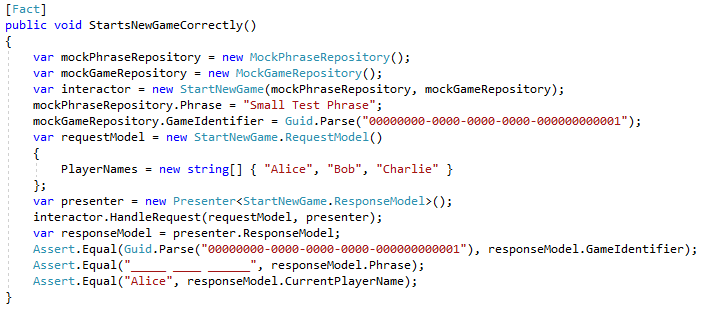 [Fact]
public void StartsNewGameCorrectly()
{
    var mockPhraseRepository = new MockPhraseRepository();
    var mockGameRepository = new MockGameRepository();
    var interactor = new StartNewGame(mockPhraseRepository, mockGameRepository);
    mockPhraseRepository.Phrase = "Small Test Phrase";
    mockGameRepository.GameIdentifier = Guid.Parse("00000000-0000-0000-0000-000000000001");
    var requestModel = new StartNewGame.RequestModel()
    {
        PlayerNames = new string[] { "Alice", "Bob", "Charlie" }
    };
    var presenter = new Presenter<StartNewGame.ResponseModel>();
    interactor.HandleRequest(requestModel, presenter);
    var responseModel = presenter.ResponseModel;
    Assert.Equal(Guid.Parse("00000000-0000-0000-0000-000000000001"), responseModel.GameIdentifier);
    Assert.Equal("_____ ____ ______", responseModel.Phrase);
    Assert.Equal("Alice", responseModel.CurrentPlayerName);
}